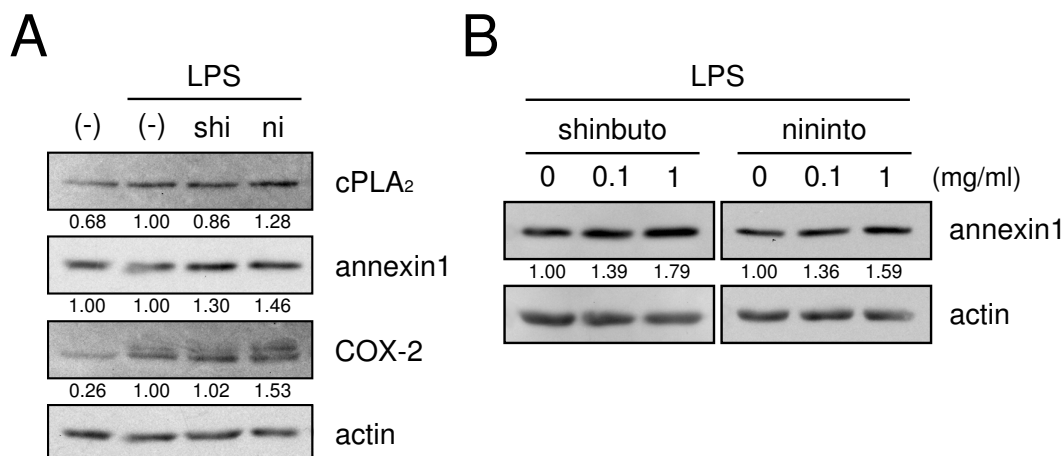 A
LPS
(-) (-) shi ni
cPLA₂
0.68 1.00 0.86 1.28
annexin1
1.00 1.00 1.30 1.46
COX-2
0.26 1.00 1.02 1.53
actin
B
LPS
shinbuto nininto
0 0.1 1 0 0.1 1 (mg/ml)
annexin1
1.00 1.39 1.79 1.00 1.36 1.59
actin